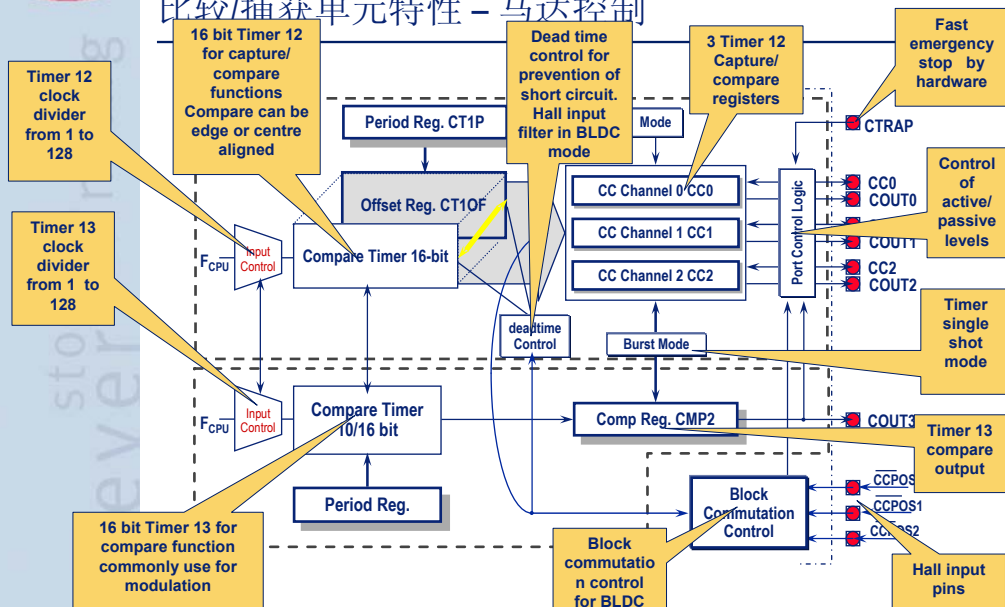 比较/捕获单元特性 – 马达控制
16 bit Timer 12
for capture/
compare
functions
Compare can be
edge or centre
aligned
Dead time
control for
prevention of
short circuit.
Hall input
filter in BLDC
mode
3 Timer 12
Capture/
compare
registers
Fast
emergency
stop by
hardware
Timer 12
clock
divider
from 1 to
128
Period Reg. CT1P
Mode
CTRAP
Offset Reg. CT1OF
CC Channel 0 CC0
CC Channel 1 CC1
CC Channel 2 CC2
Port Control Logic
CC0
COUT0
COUT1
CC2
COUT2
Control
of
active/
passive
levels
Timer 13
clock
divider
from 1 to
128
FCPU
Input
Control
Compare Timer 16-bit
deadtime
Control
Burst Mode
Timer
single
shot
mode
FCPU
Input
Control
Compare Timer
10/16 bit
Comp Reg. CMP2
COUT3
Timer 13
compare
output
Period Reg.
Block
Commutation
Control
CCPOS
CCPOS1
CCPOS2
16 bit Timer 13 for
compare function
commonly use for
modulation
Block
commutatio
n control
for BLDC
Hall input
pins
sto
ever